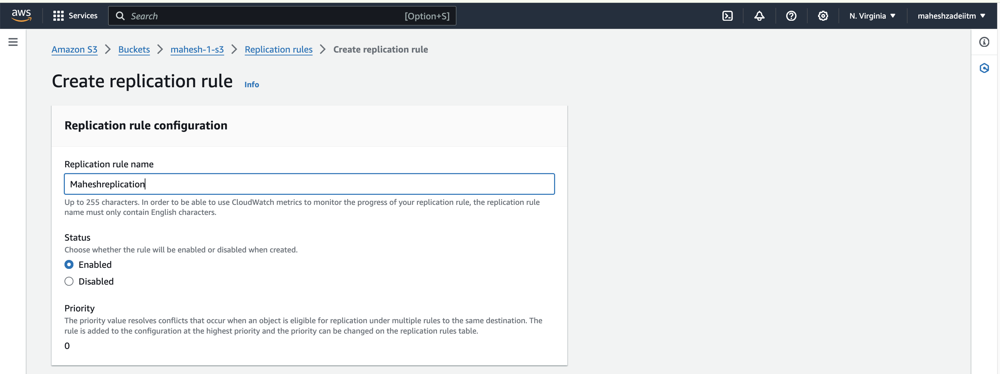 aws Services Search [Option+S] N. Virginia maheshzadeiitm
Amazon S3 Buckets mahesh-1-s3 Replication rules Create replication rule
Create replication rule Info
Replication rule configuration
Replication rule name
Maheshreplication
Up to 255 characters. In order to be able to use CloudWatch metrics to monitor the progress of your replication rule, the replication rule
name must only contain English characters.
Status
Choose whether the rule will be enabled or disabled when created.
Enabled
Disabled
Priority
The priority value resolves conflicts that occur when an object is eligible for replication under multiple rules to the same destination. The
rule is added to the configuration at the highest priority and the priority can be changed on the replication rules table.
0